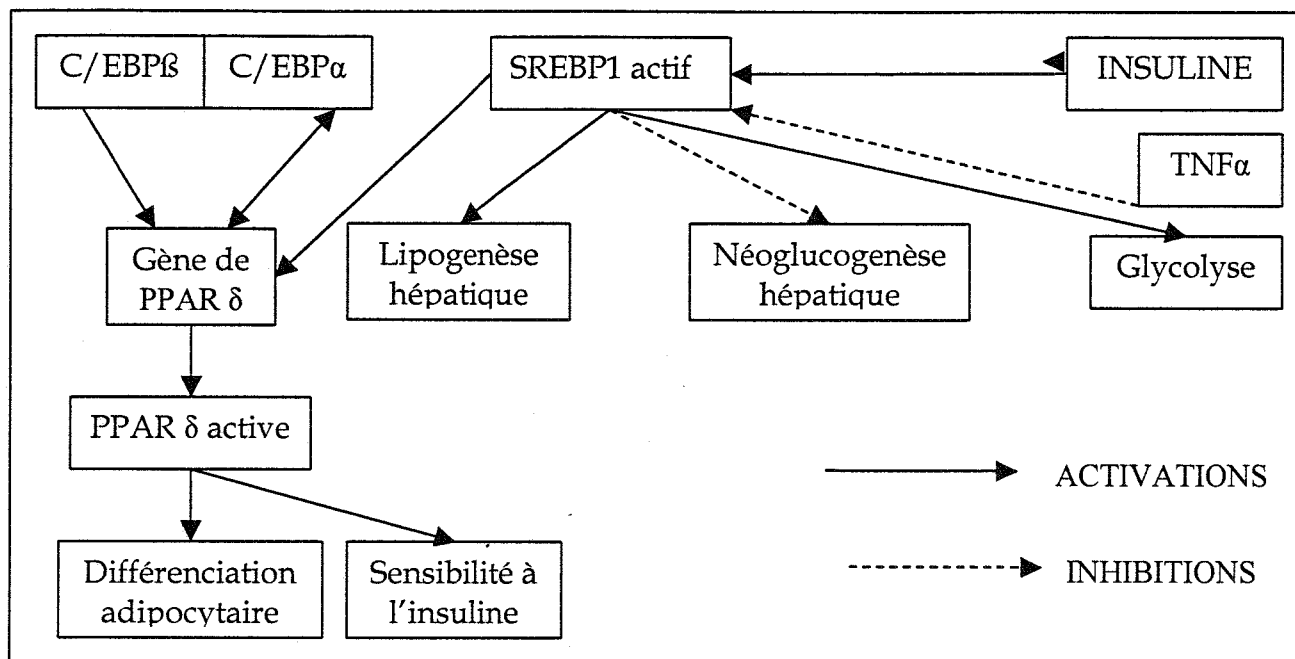 C/EBPß
C/EBPα
SREBP1 actif
INSULINE
TNFα
Gène de
PPAR δ
Lipogenèse
hépatique
Néoglucogenèse
hépatique
Glycolyse
PPAR δ active
ACTIVATIONS
Différenciation
adipocytaire
Sensibilité à
l'insuline
INHIBITIONS